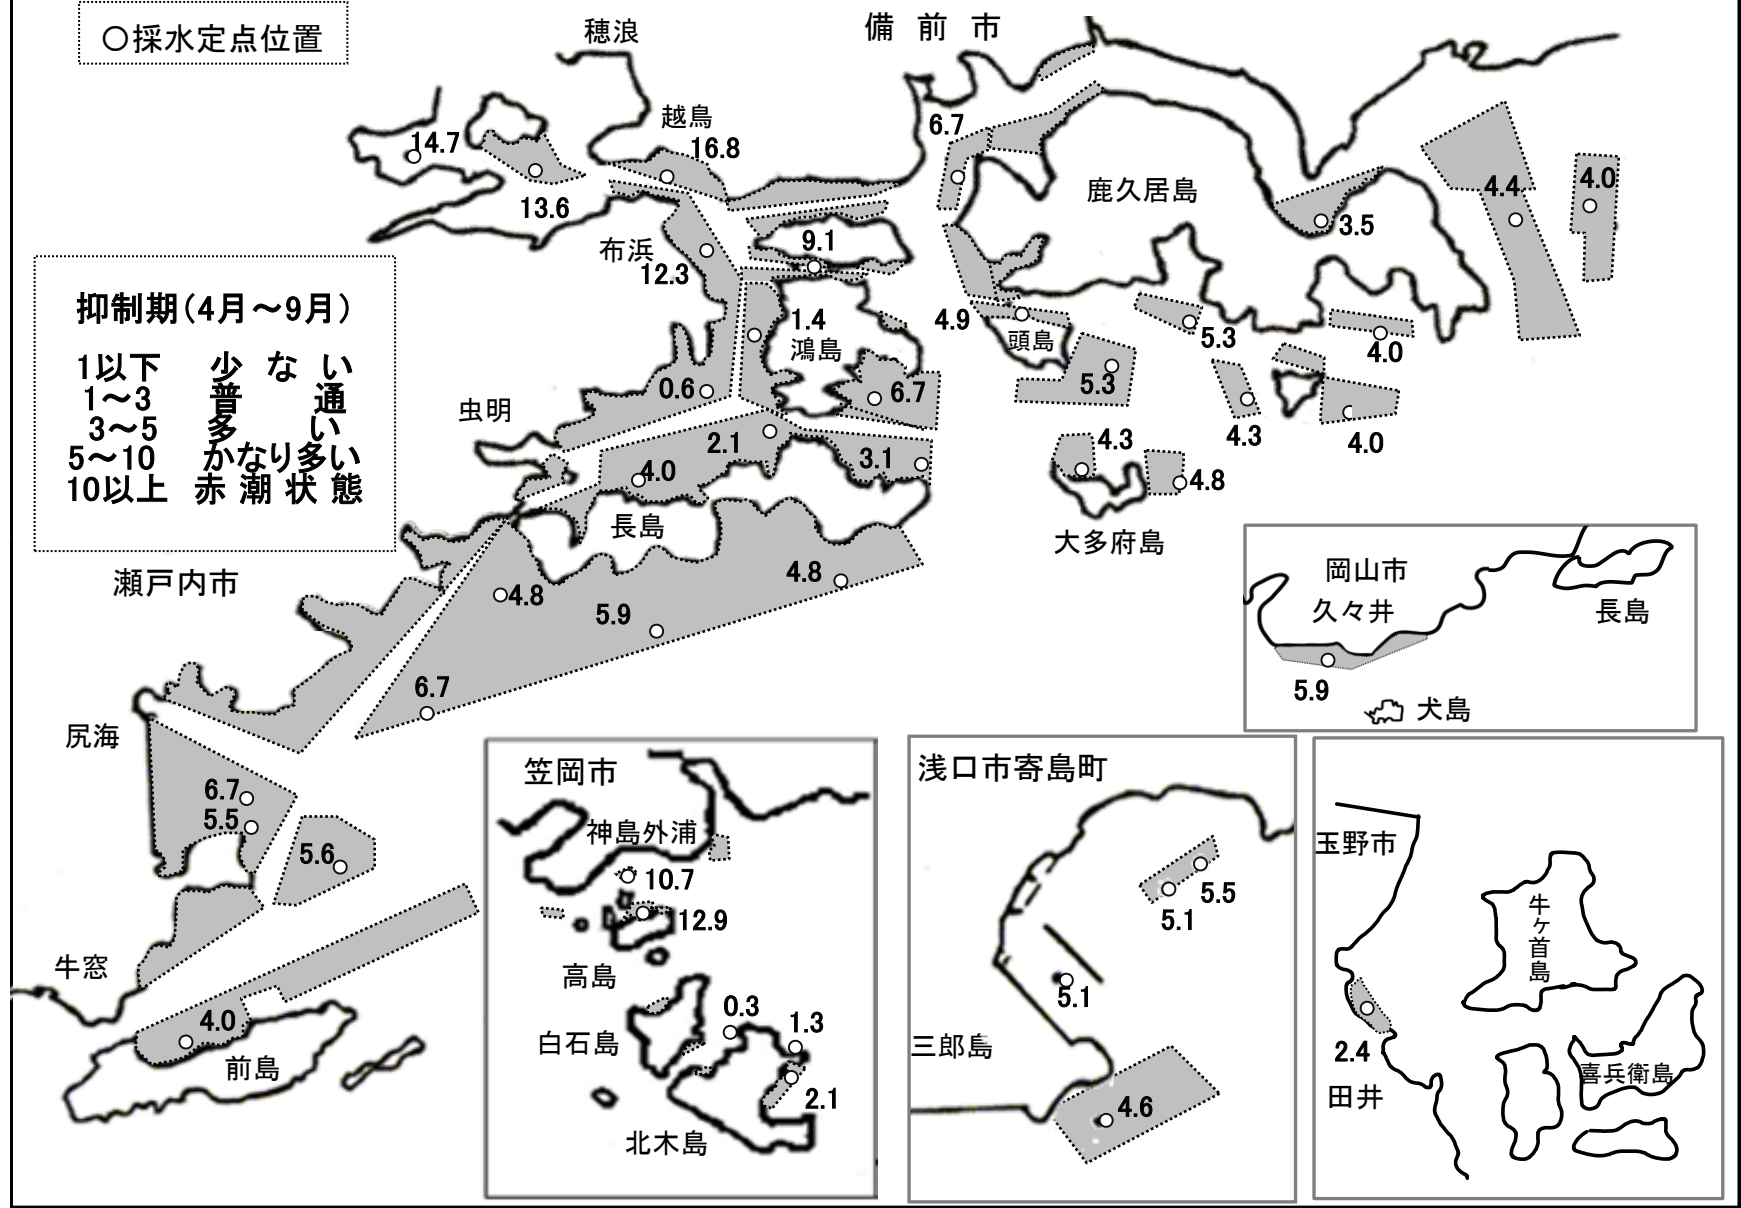 ○採水定点位置
穂浪
備前市
越鳥
14.7
16.8
6.7
13.6
鹿久居島
4.4
4.0
3.5
布浜
9.1
12.3
抑制期（4月～9月）
1以下 少ない
1～3 普通
3～5 多い
5～10 かなり多い
10以上 赤潮状態
1.4
鴻島
4.9
頭島
5.3
4.0
0.6
6.7
5.3
虫明
2.1
4.3
4.3
4.0
4.0
3.1
4.8
長島
大多府島
瀬戸内市
4.8
4.8
5.9
6.7
岡山市
久々井
長島
5.9
犬島
尻海
6.7
5.5
5.6
牛窓
4.0
前島
笠岡市
神島外浦
10.7
12.9
高島
白石島
0.3
1.3
2.1
北木島
浅口市寄島町
5.5
5.1
5.1
三郎島
4.6
玉野市
牛ヶ首島
2.4
田井
喜兵衛島